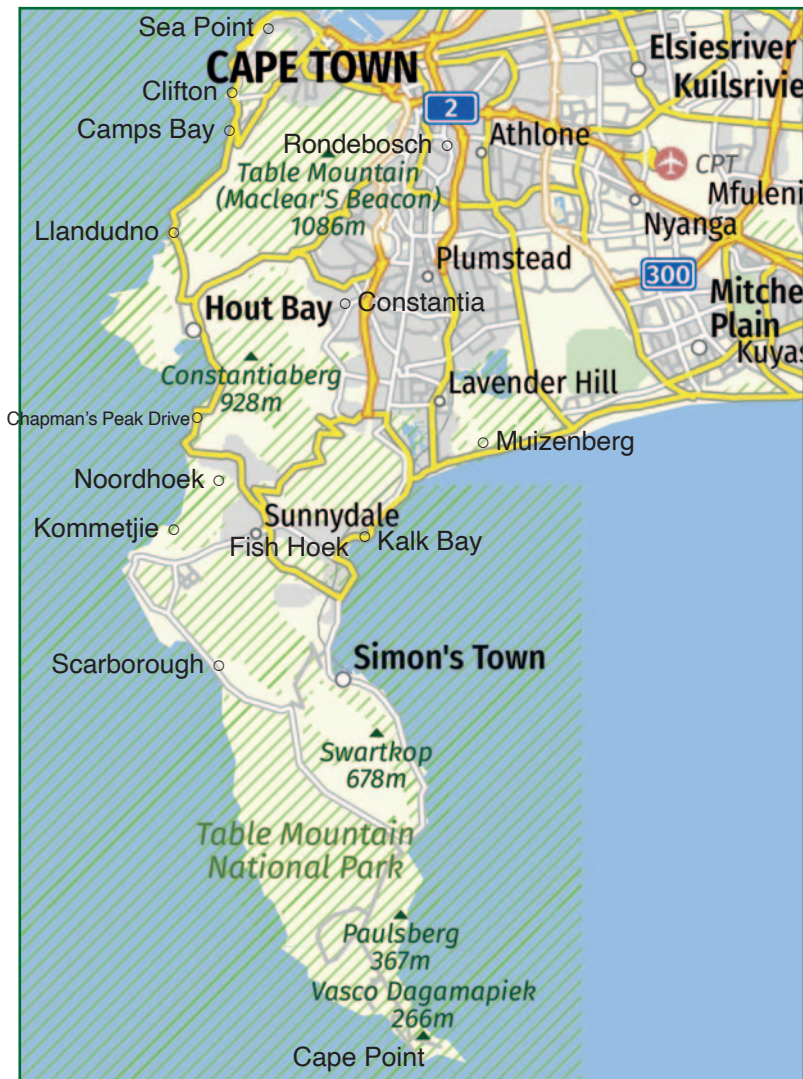 Sea Point
CAPE TOWN
Elsiesriver
Kuilsrivie
Clifton
2
Camps Bay
Rondebosch
Athlone
CPT
Table Mountain
(Maclear'S Beacon)
1086m
Mfuleni
Nyanga
Llandudno
Plumstead
300
Hout Bay
Constantia
Mitche
Plain
Kuyas
Constantiaberg
928m
Lavender Hill
Chapman's Peak Drive
Muizenberg
Noordhoek
Kommetjie
Sunnydale
Fish Hoek
Kalk Bay
Scarborough
Simon's Town
Swartkop
678m
Table Mountain
National Park
Paulsberg
367m
Vasco Dagamapiek
266m
Cape Point